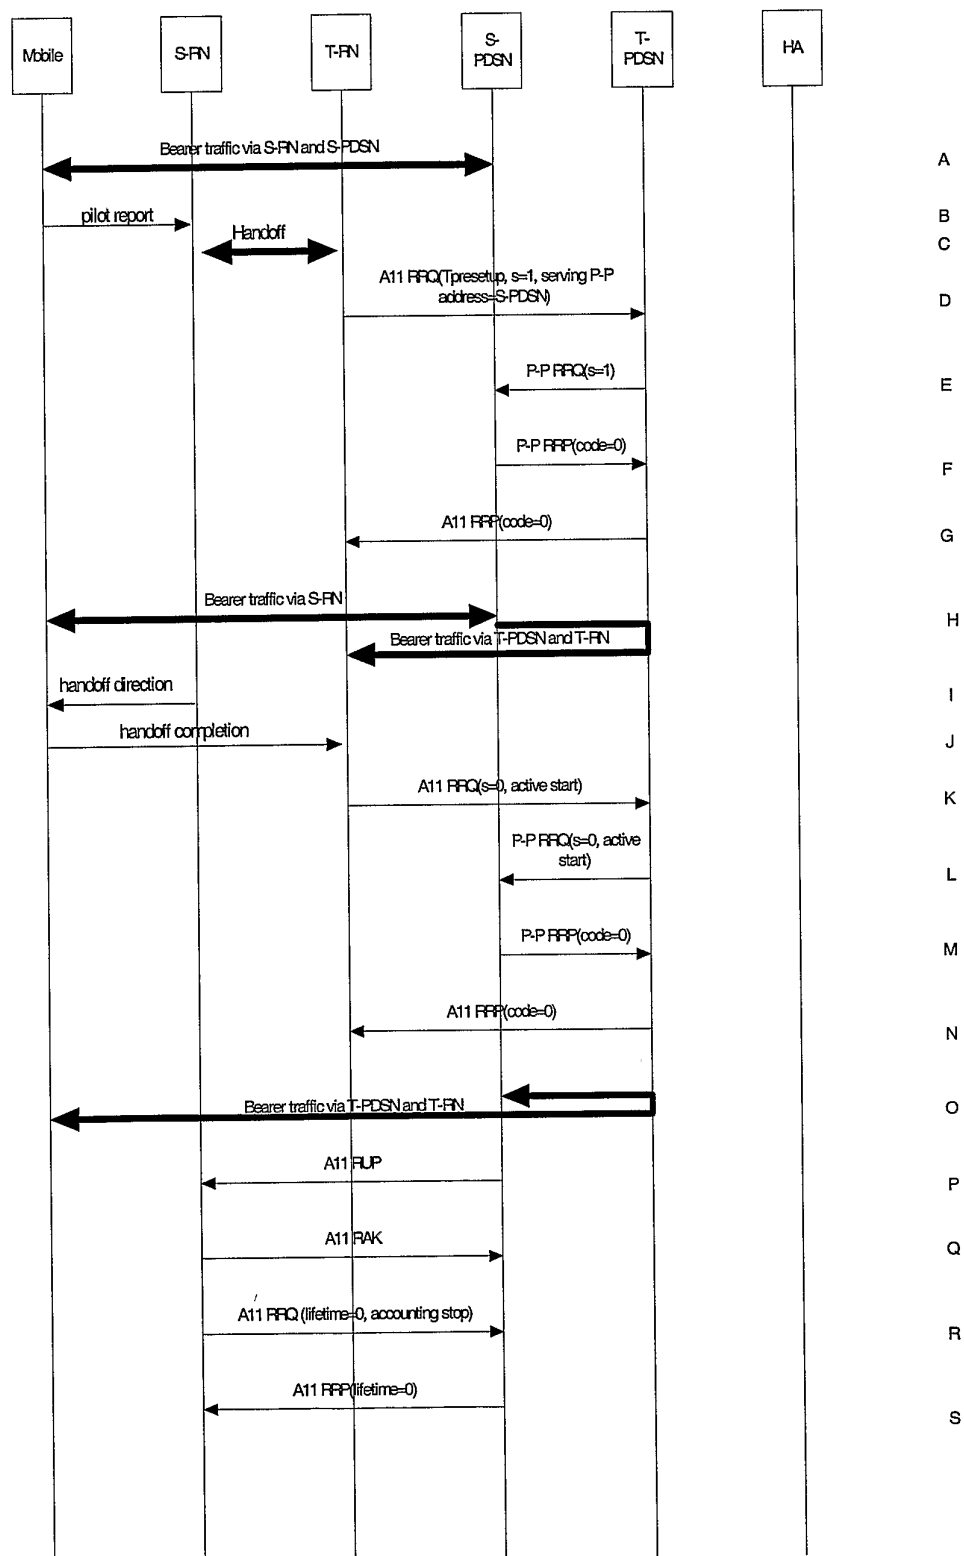 Mobile
S-RN
T-RN
S-
PDSN
T-
PDSN
HA
Bearer traffic via S-RN and S-PDSN
A
pilot report
B
Handoff
C
A11 RRQ(Tpresetup, s=1, serving P-P
address=S-PDSN)
D
P-P RRQ(s=1)
E
P-P RRP(code=0)
F
A11 RRP(code=0)
G
Bearer traffic via S-RN
H
Bearer traffic via T-PDSN and T-RN
handoff direction
I
handoff completion
J
A11 RRQ(s=0, active start)
K
P-P RRQ(s=0, active
start)
L
P-P RRP(code=0)
M
A11 RRP(code=0)
N
Bearer traffic via T-PDSN and T-RN
O
A11 RUP
P
A11 RAK
Q
A11 RRQ (lifetime=0, accounting stop)
R
A11 RRP(lifetime=0)
S